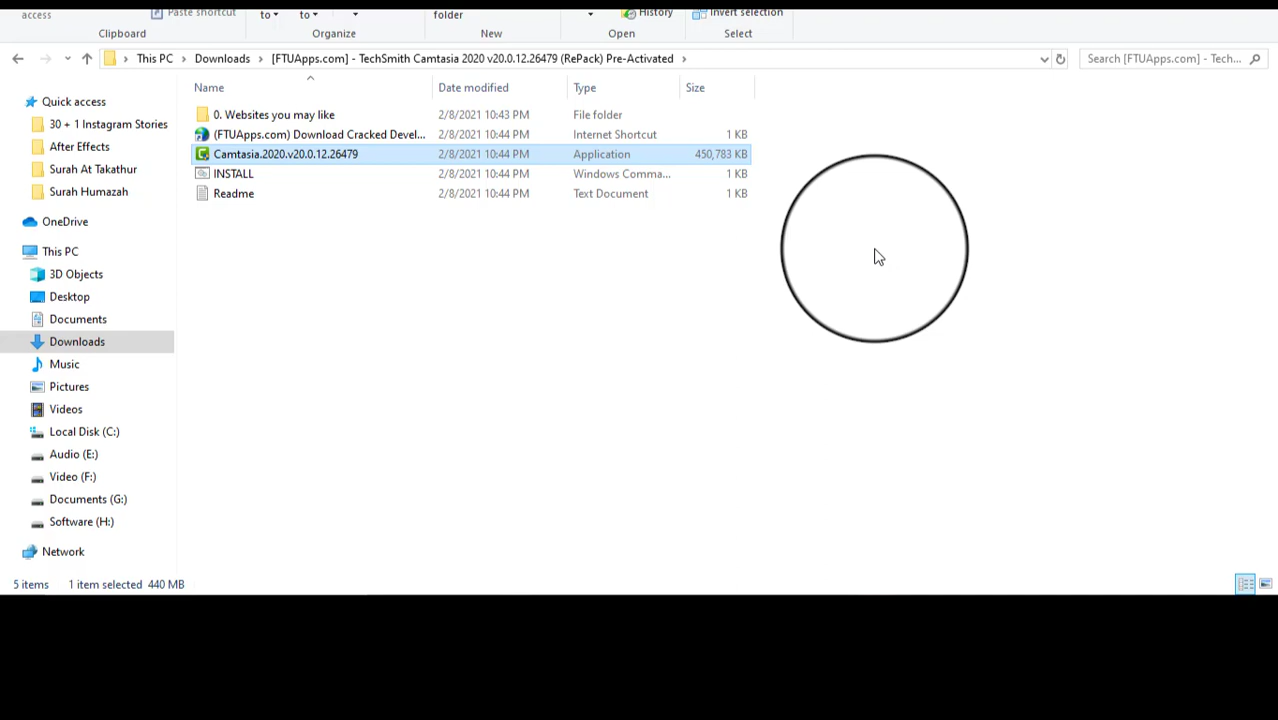 access
Paste shortcut
to
to
folder
History
Invert selection
Clipboard
Organize
New
Open
Select
This PC > Downloads > [FTUApps.com] - TechSmith Camtasia 2020 v20.0.12.26479 (RePack) Pre-Activated >
Search [FTUApps.com] - Tech...
Name Date modified Type Size
Quick access
30 + 1 Instagram Stories
After Effects
Surah At Takathur
Surah Humazah
OneDrive
This PC
3D Objects
Desktop
Documents
Downloads
Music
Pictures
Videos
Local Disk (C:)
Audio (E:)
Video (F:)
Documents (G:)
Software (H:)
Network
0. Websites you may like 2/8/2021 10:43 PM File folder
(FTUApps.com) Download Cracked Devel... 2/8/2021 10:44 PM Internet Shortcut 1 KB
Camtasia.2020.v20.0.12.26479 2/8/2021 10:44 PM Application 450,783 KB
INSTALL 2/8/2021 10:44 PM Windows Comma... 1 KB
Readme 2/8/2021 10:44 PM Text Document 1 KB
5 items 1 item selected 440 MB